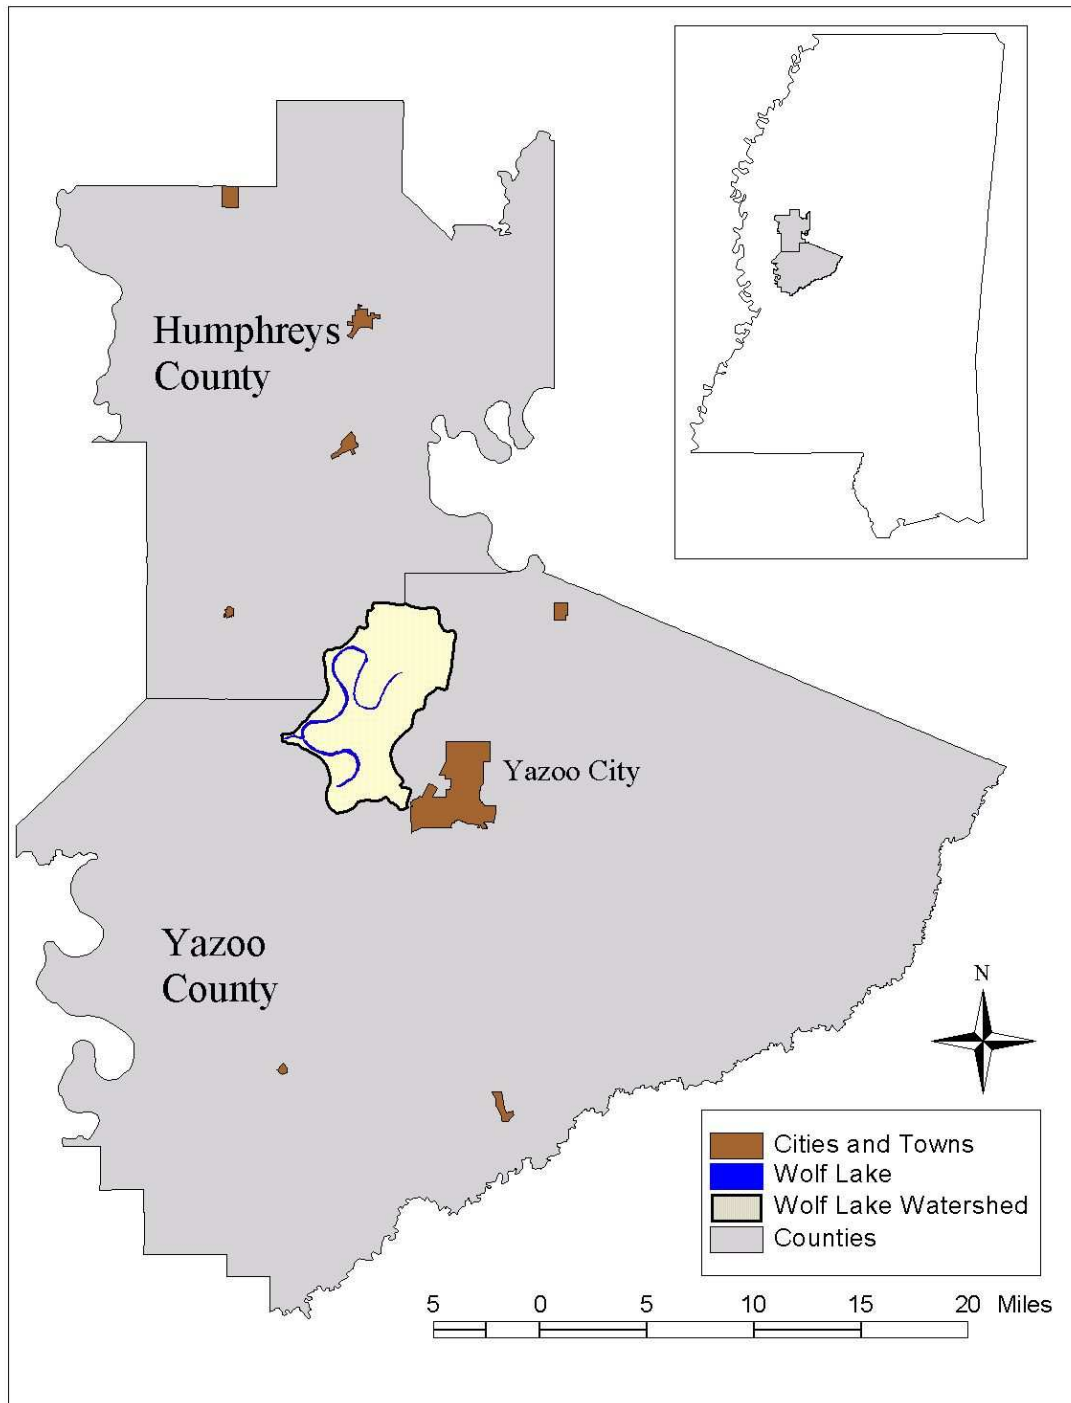 Humphreys
County
Yazoo City
Yazoo
County
N
Cities and Towns
Wolf Lake
Wolf Lake Watershed
Counties
5 0 5 10 15 20 Miles